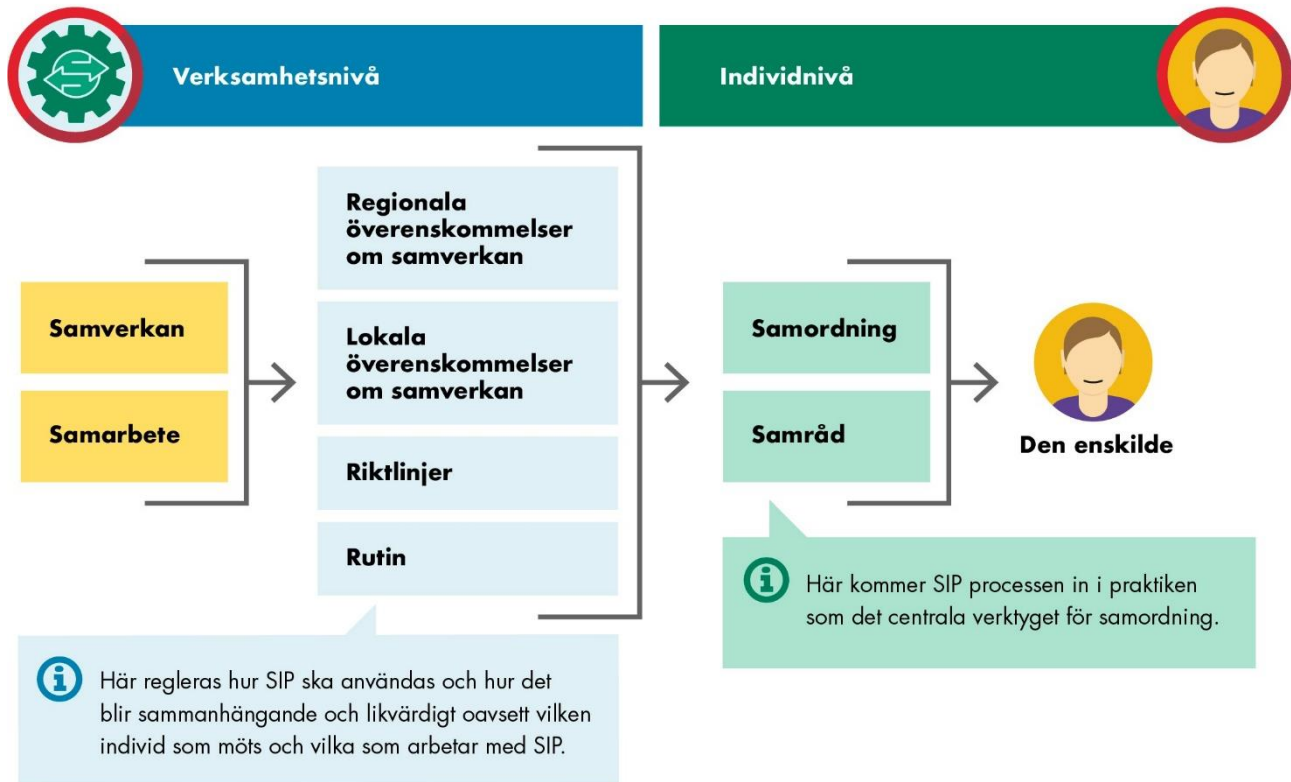 Verksamhetsnivå
Individnivå
Samverkan
Samarbete
Regionala
överenskommelser
om samverkan
Lokala
överenskommelser
om samverkan
Riktlinjer
Rutin
Här regleras hur SIP ska användas och hur det
blir sammanhängande och likvärdigt oavsett vilken
individ som möts och vilka som arbetar med SIP.
Samordning
Samråd
Här kommer SIP processen in i praktiken
som det centrala verktyget för samordning.
Den enskilde